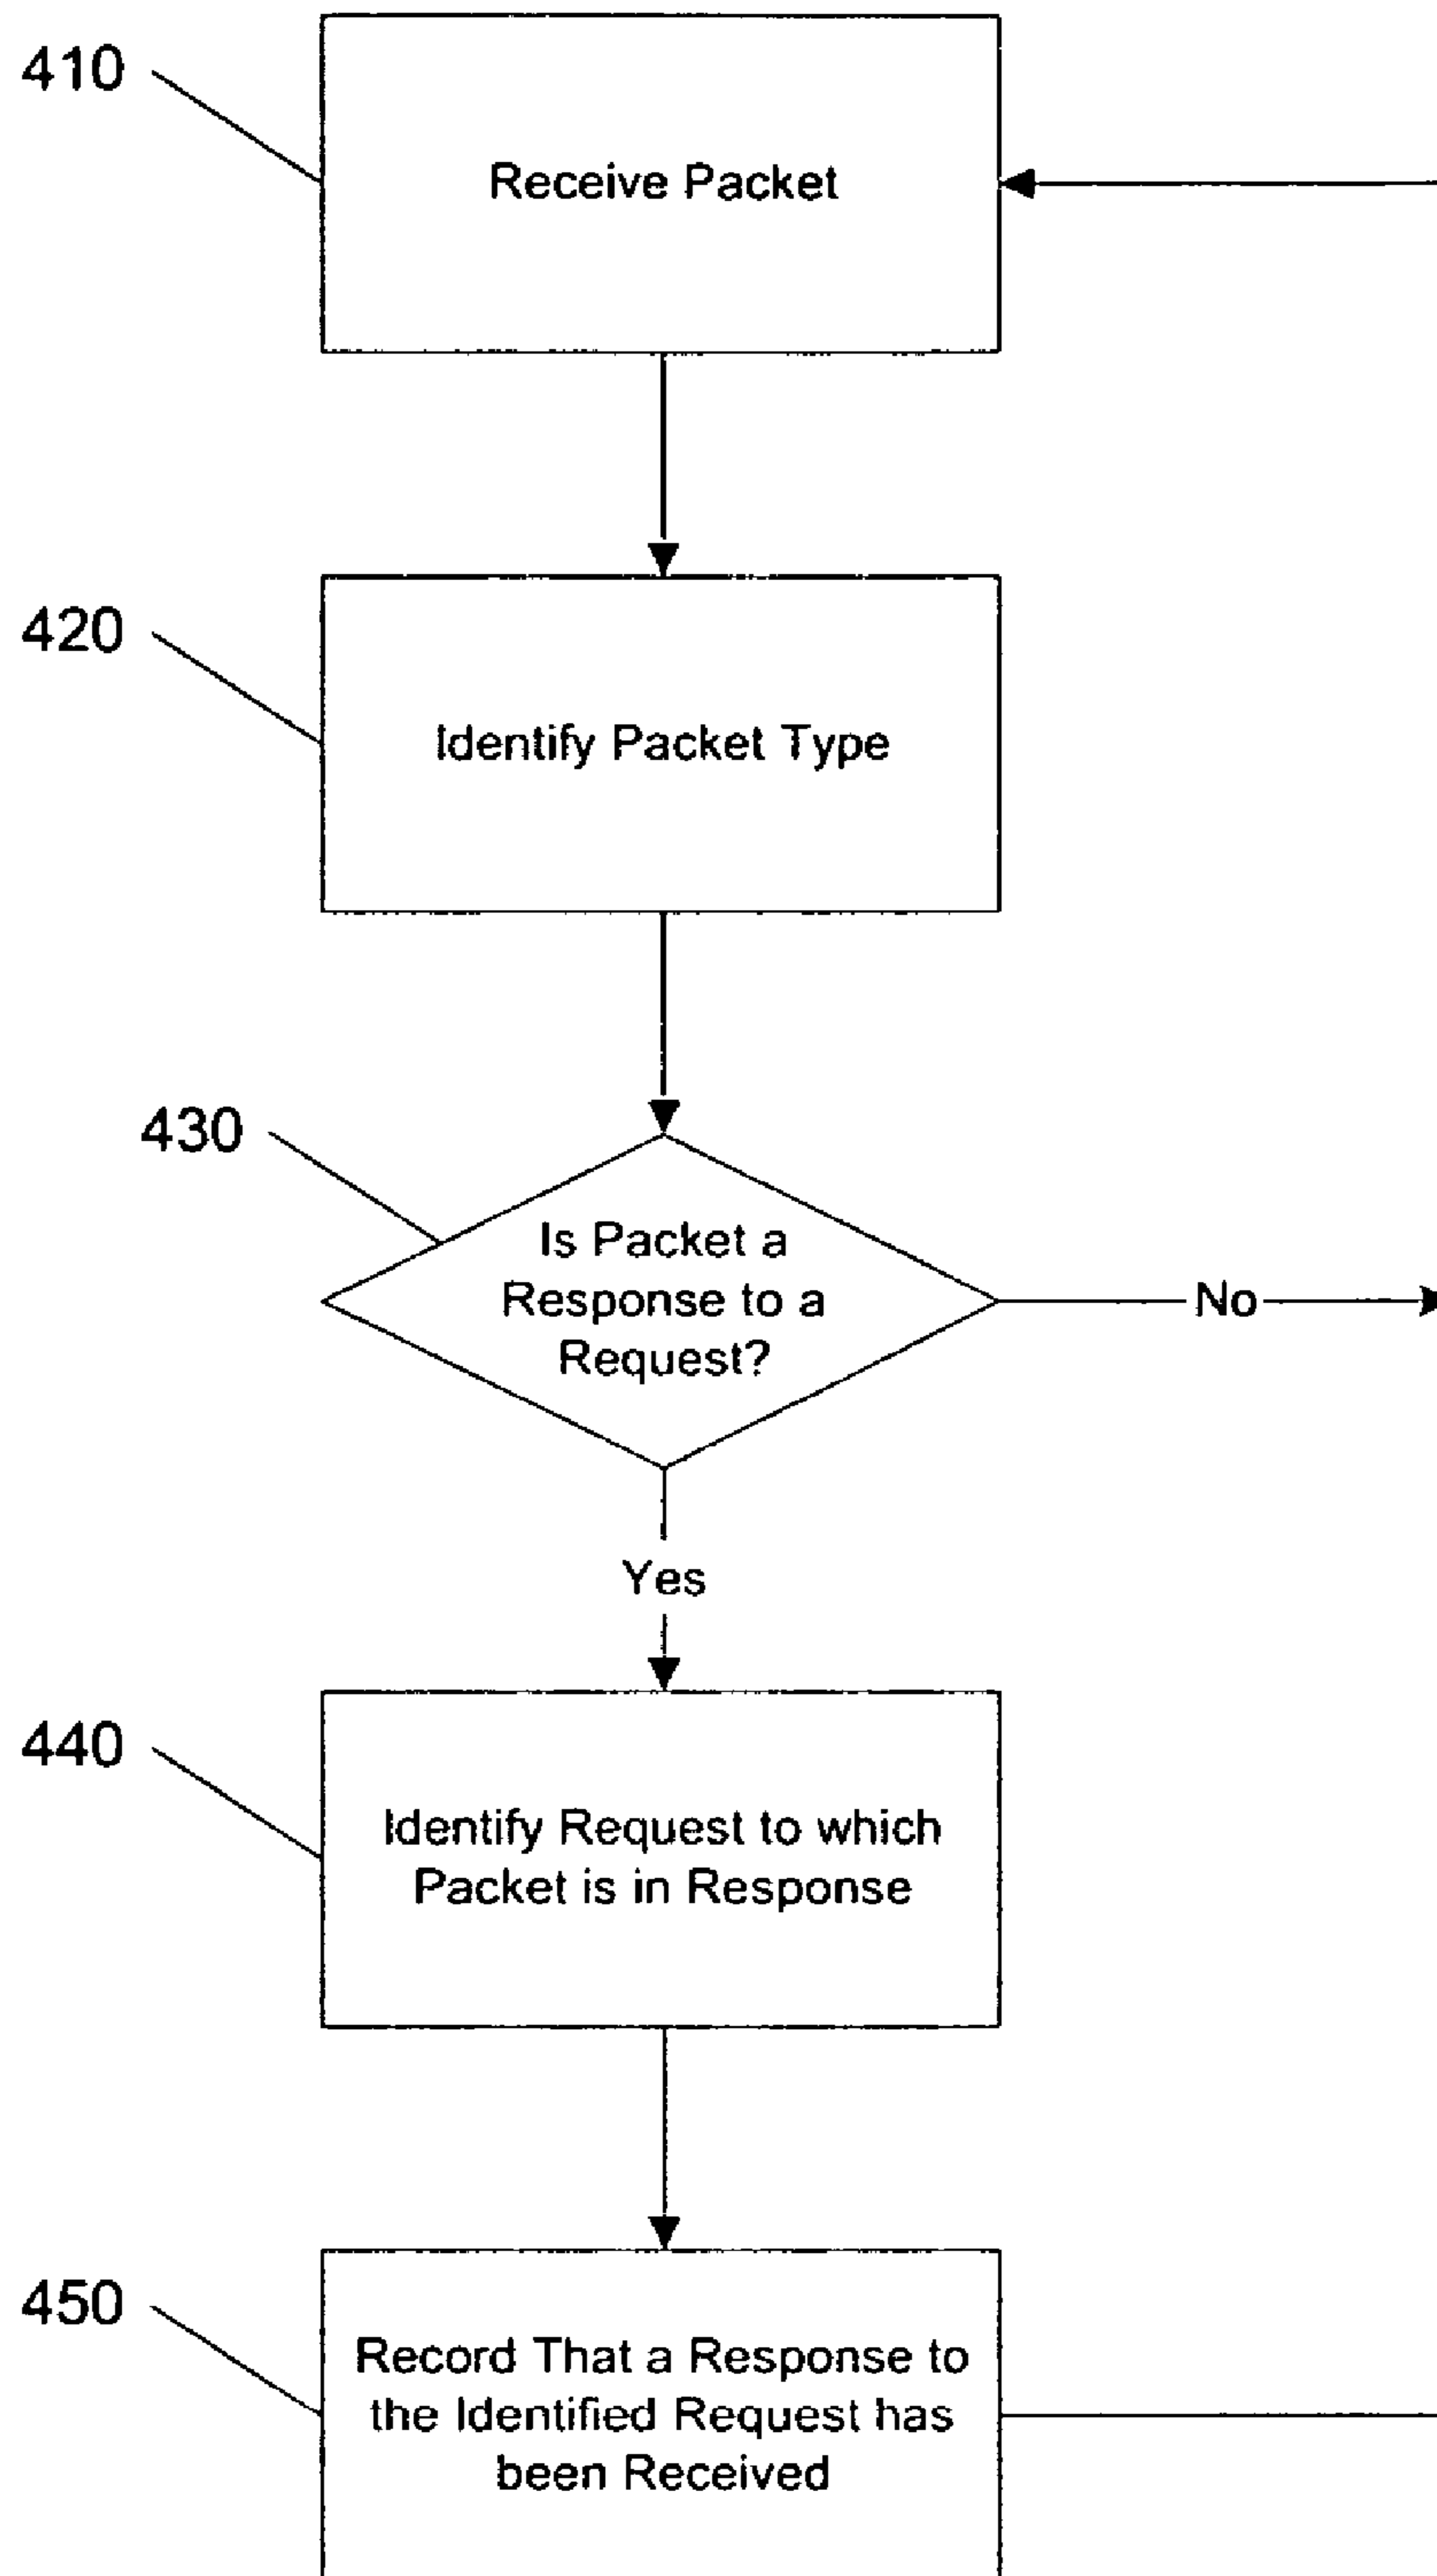 410
Receive Packet
420
Identify Packet Type
430
Is Packet a
Response to a
Request?
No
Yes
440
Identify Request to which
Packet is in Response
450
Record That a Response to
the Identified Request has
been Received